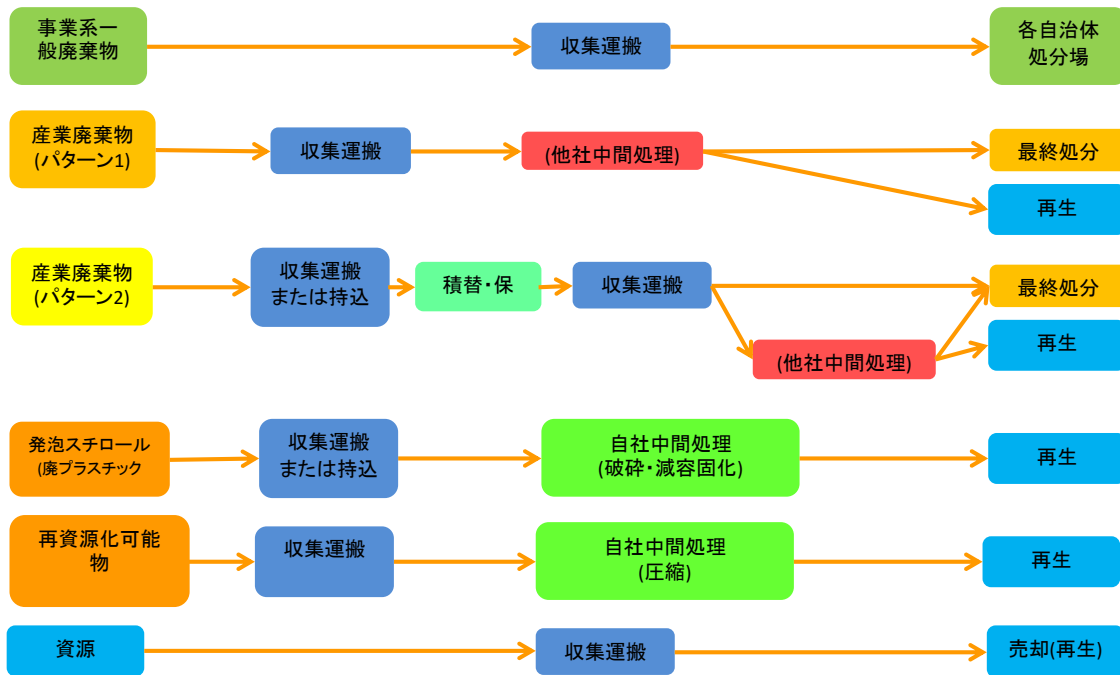 事業系一
般廃棄物
収集運搬
各自治体
処分場
産業廃棄物
(パターン1)
収集運搬
(他社中間処理)
最終処分
再生
産業廃棄物
(パターン2)
収集運搬
または持込
積替・保
収集運搬
最終処分
再生
(他社中間処理)
発泡スチロール
(廃プラスチック
収集運搬
または持込
自社中間処理
(破砕・減容固化)
再生
再資源化可能
物
収集運搬
自社中間処理
(圧縮)
再生
資源
収集運搬
売却(再生)